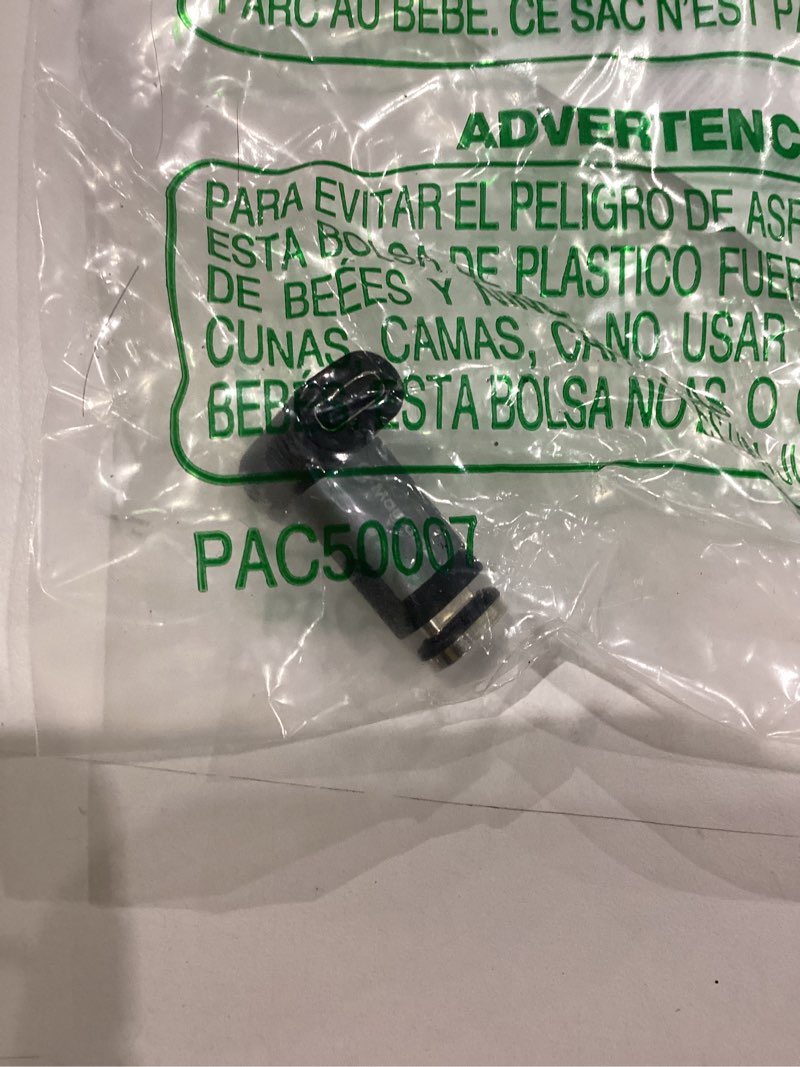 PARC AU BEBE. CE SAC N'EST PA
ADVERTENC
PARA EVITAR EL PELIGRO DE ASF
ESTA BOLSA DE PLASTICO FUER
DE BEÉES Y
CUNAS, CAMAS, CANO USAR
BEBÉS, ESTA BOLSA NO O
PAC50007